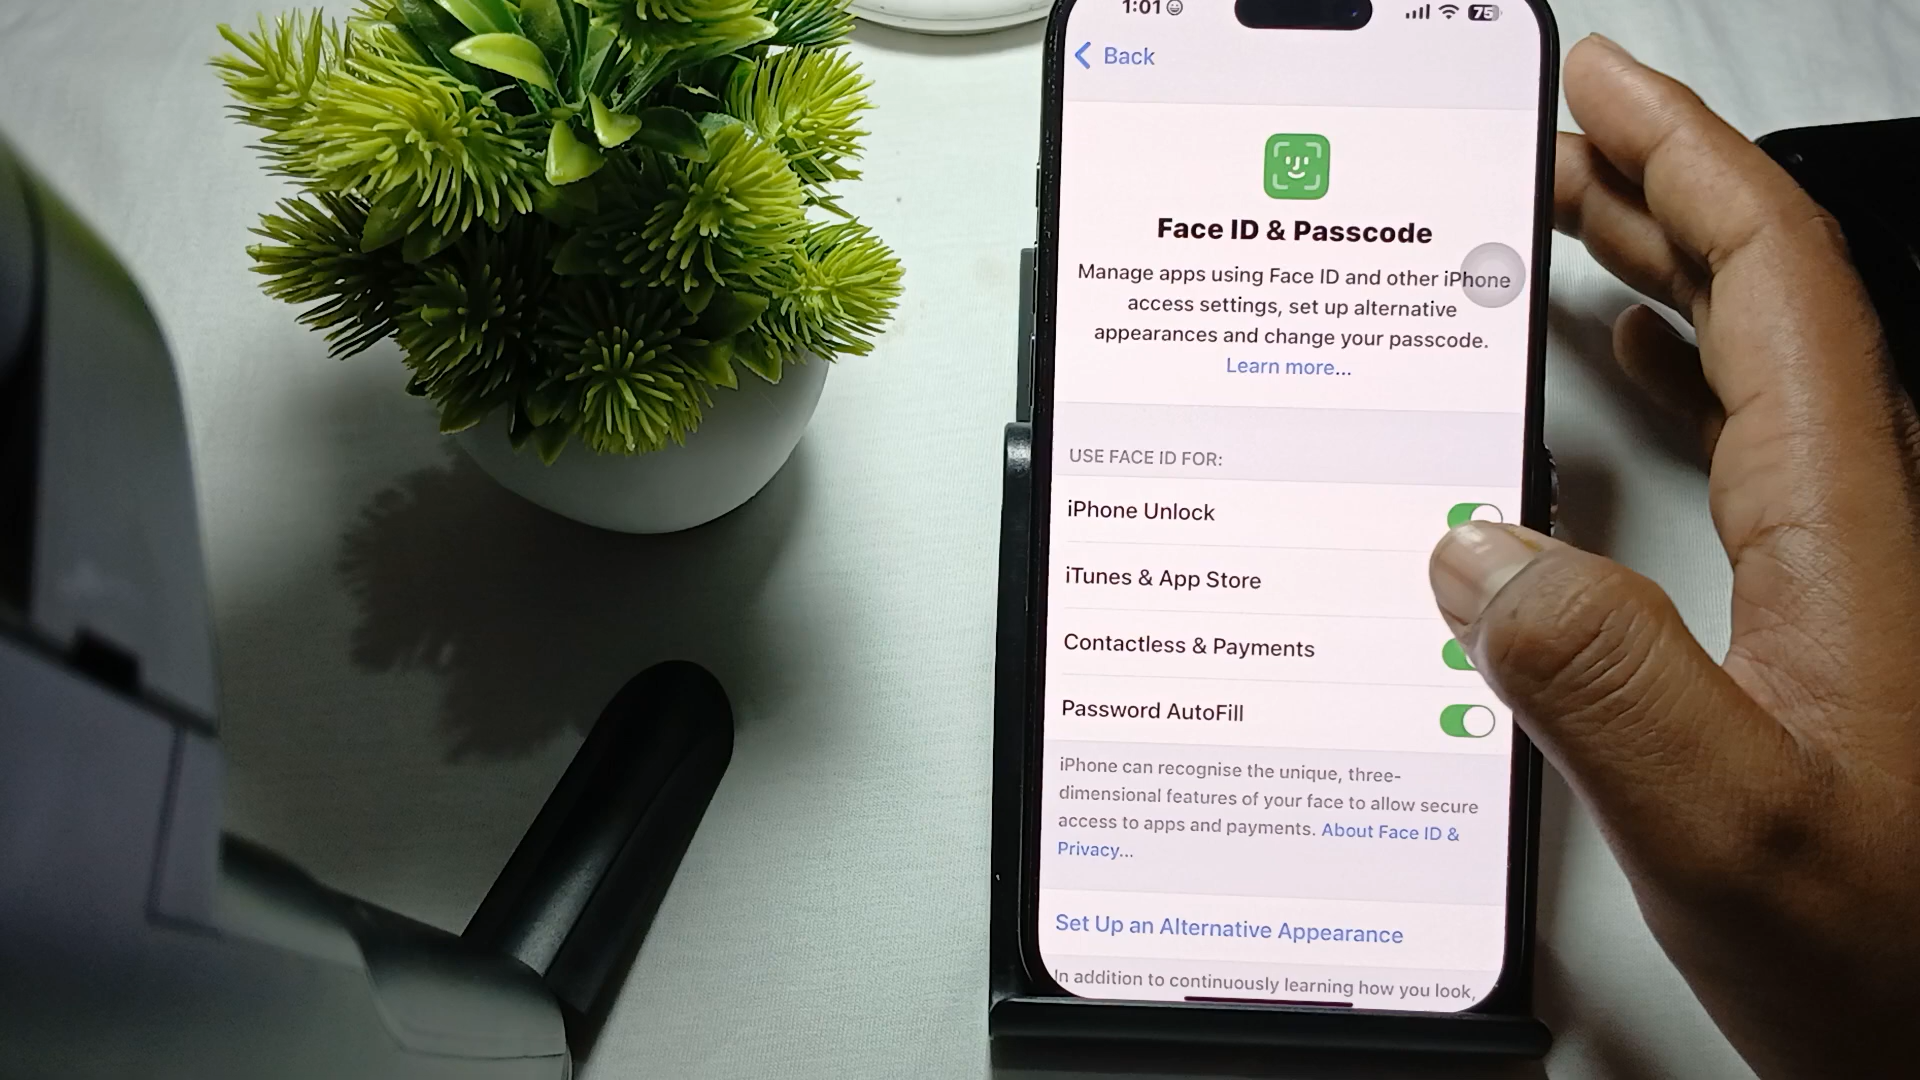 1:01
75
Back
Face ID & Passcode
Manage apps using Face ID and other iPhone
access settings, set up alternative
appearances and change your passcode.
Learn more...
USE FACE ID FOR:
iPhone Unlock
iTunes & App Store
Contactless & Payments
Password AutoFill
iPhone can recognise the unique, three-
dimensional features of your face to allow secure
access to apps and payments. About Face ID &
Privacy...
Set Up an Alternative Appearance
In addition to continuously learning how you look,